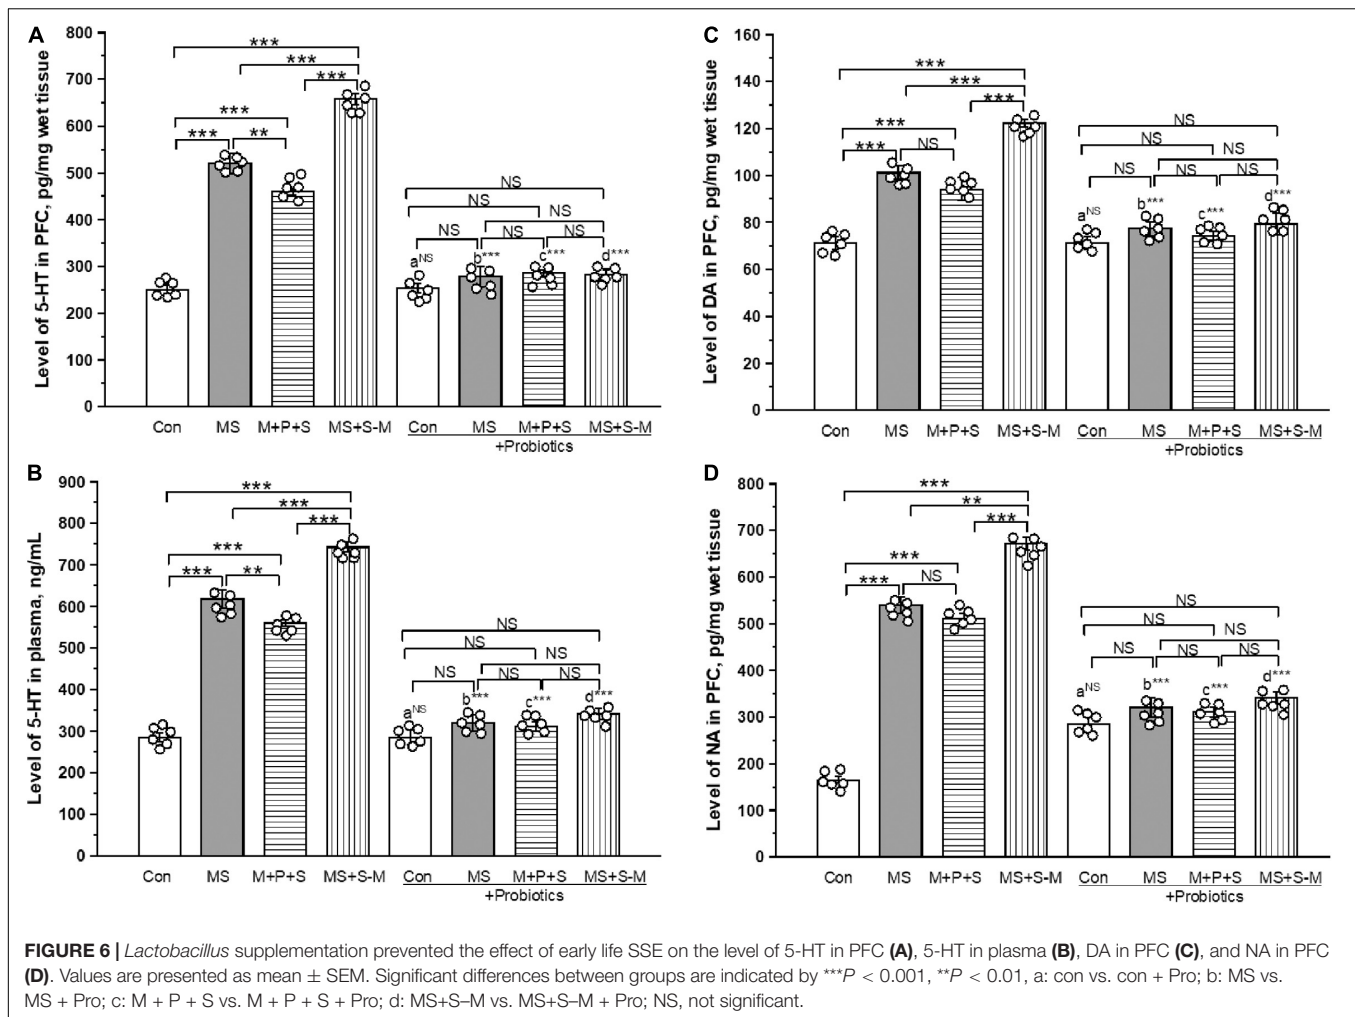 A
Level of 5-HT in PFC, pg/mg wet tissue
800
700
600
500
400
300
200
100
0
***
***
***
***
***
**
NS
NS
NS
NS
NS
NS
aNS
b***
c***
d***
Con MS M+P+S MS+S-M Con MS M+P+S MS+S-M
+Probiotics
B
Level of 5-HT in plasma, ng/mL
900
800
700
600
500
400
300
200
100
0
***
***
***
***
***
**
NS
NS
NS
NS
NS
NS
aNS
b***
c***
d***
Con MS M+P+S MS+S-M Con MS M+P+S MS+S-M
+Probiotics
C
Level of DA in PFC, pg/mg wet tissue
160
140
120
100
80
60
40
20
0
***
***
***
***
***
NS
NS
NS
NS
NS
NS
NS
aNS
b***
c***
d***
Con MS M+P+S MS+S-M Con MS M+P+S MS+S-M
+Probiotics
D
Level of NA in PFC, pg/mg wet tissue
800
700
600
500
400
300
200
100
0
***
**
***
***
***
NS
NS
NS
NS
NS
NS
NS
aNS
b***
c***
d***
Con MS M+P+S MS+S-M Con MS M+P+S MS+S-M
+Probiotics
FIGURE 6 | Lactobacillus supplementation prevented the effect of early life SSE on the level of 5-HT in PFC (A), 5-HT in plasma (B), DA in PFC (C), and NA in PFC
(D). Values are presented as mean ± SEM. Significant differences between groups are indicated by ***P < 0.001, **P < 0.01, a: con vs. con + Pro; b: MS vs.
MS + Pro; c: M + P + S vs. M + P + S + Pro; d: MS+S–M vs. MS+S–M + Pro; NS, not significant.